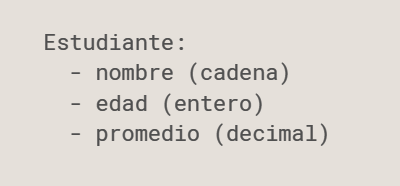 Estudiante:
  - nombre (cadena)
  - edad (entero)
  - promedio (decimal)